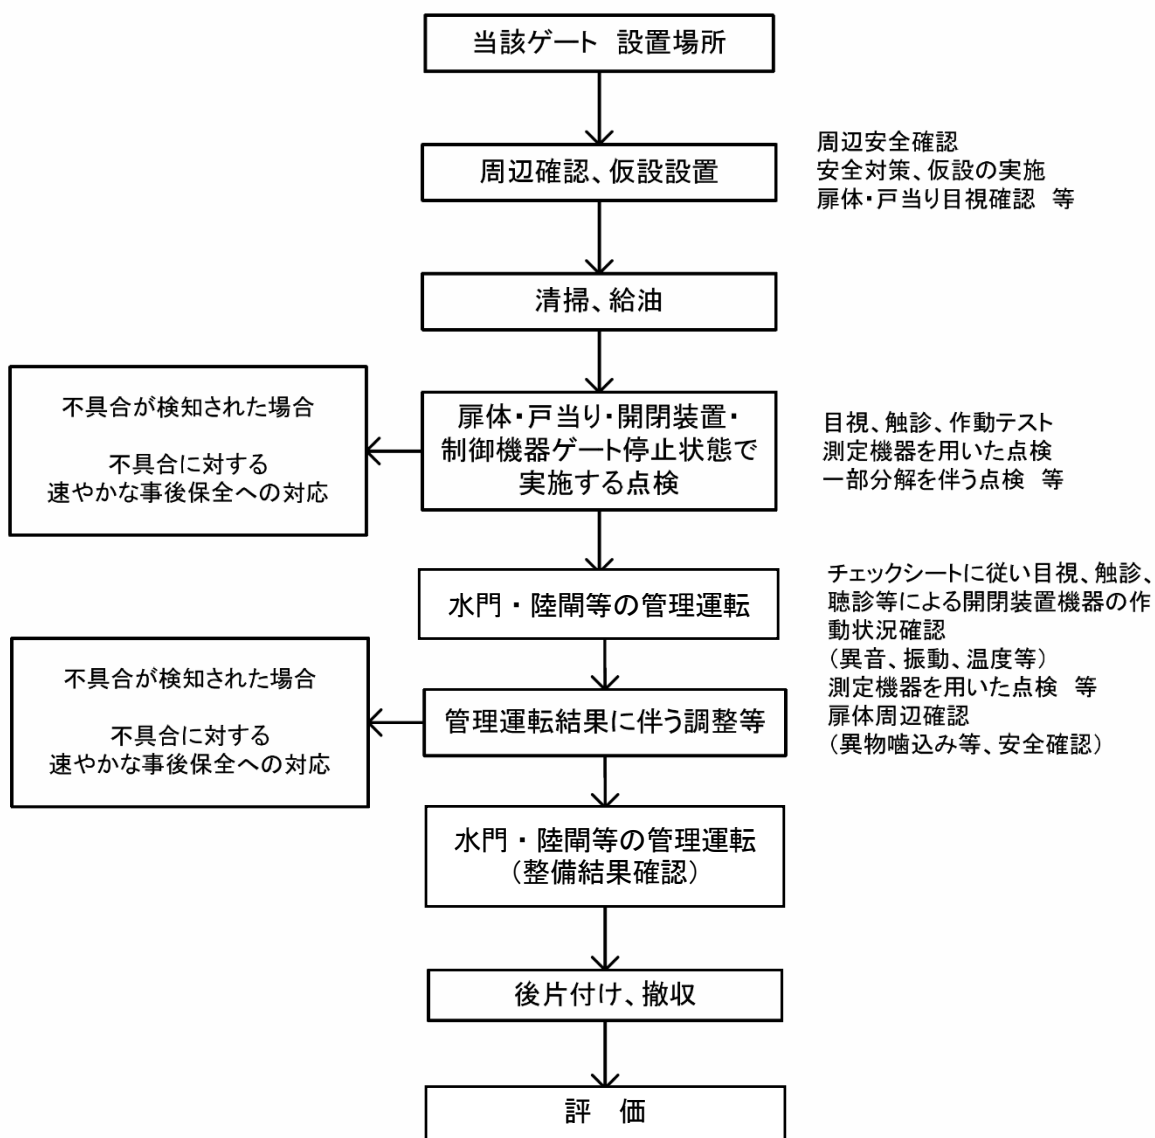 当該ゲート　設置場所
周辺確認、仮設設置
周辺安全確認
安全対策、仮設の実施
扉体・戸当り目視確認　等
清掃、給油
扉体・戸当り・開閉装置・
制御機器ゲート停止状態で
実施する点検
目視、触診、作動テスト
測定機器を用いた点検
一部分解を伴う点検　等
不具合が検知された場合
不具合に対する
速やかな事後保全への対応
水門・陸閘等の管理運転
チェックシートに従い目視、触診、
聴診等による開閉装置機器の作
動状況確認
（異音、振動、温度等）
測定機器を用いた点検　等
扉体周辺確認
（異物噛込み等、安全確認）
管理運転結果に伴う調整等
不具合が検知された場合
不具合に対する
速やかな事後保全への対応
水門・陸閘等の管理運転
（整備結果確認）
後片付け、撤収
評　価